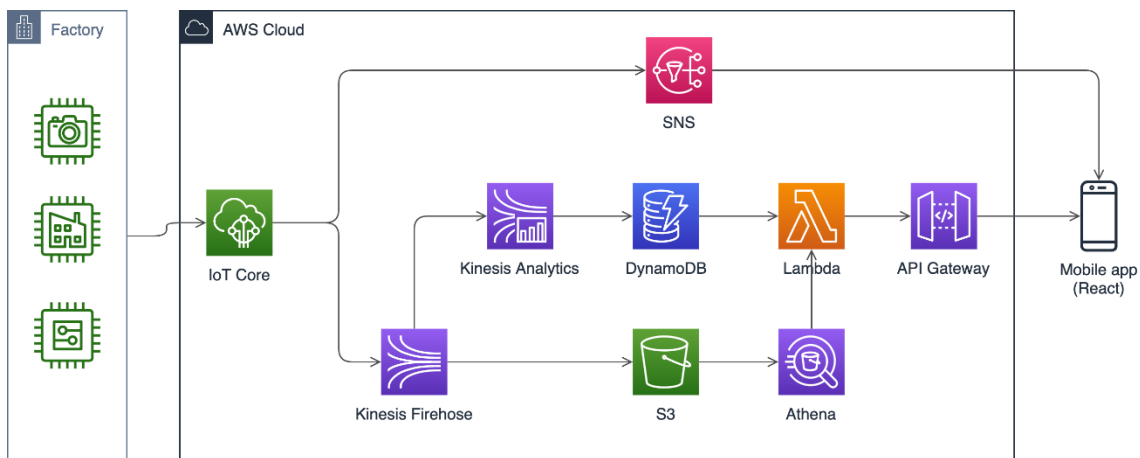 Factory
AWS Cloud
SNS
IoT Core
Kinesis Analytics
DynamoDB
Lambda
API Gateway
Mobile app
(React)
Kinesis Firehose
S3
Athena